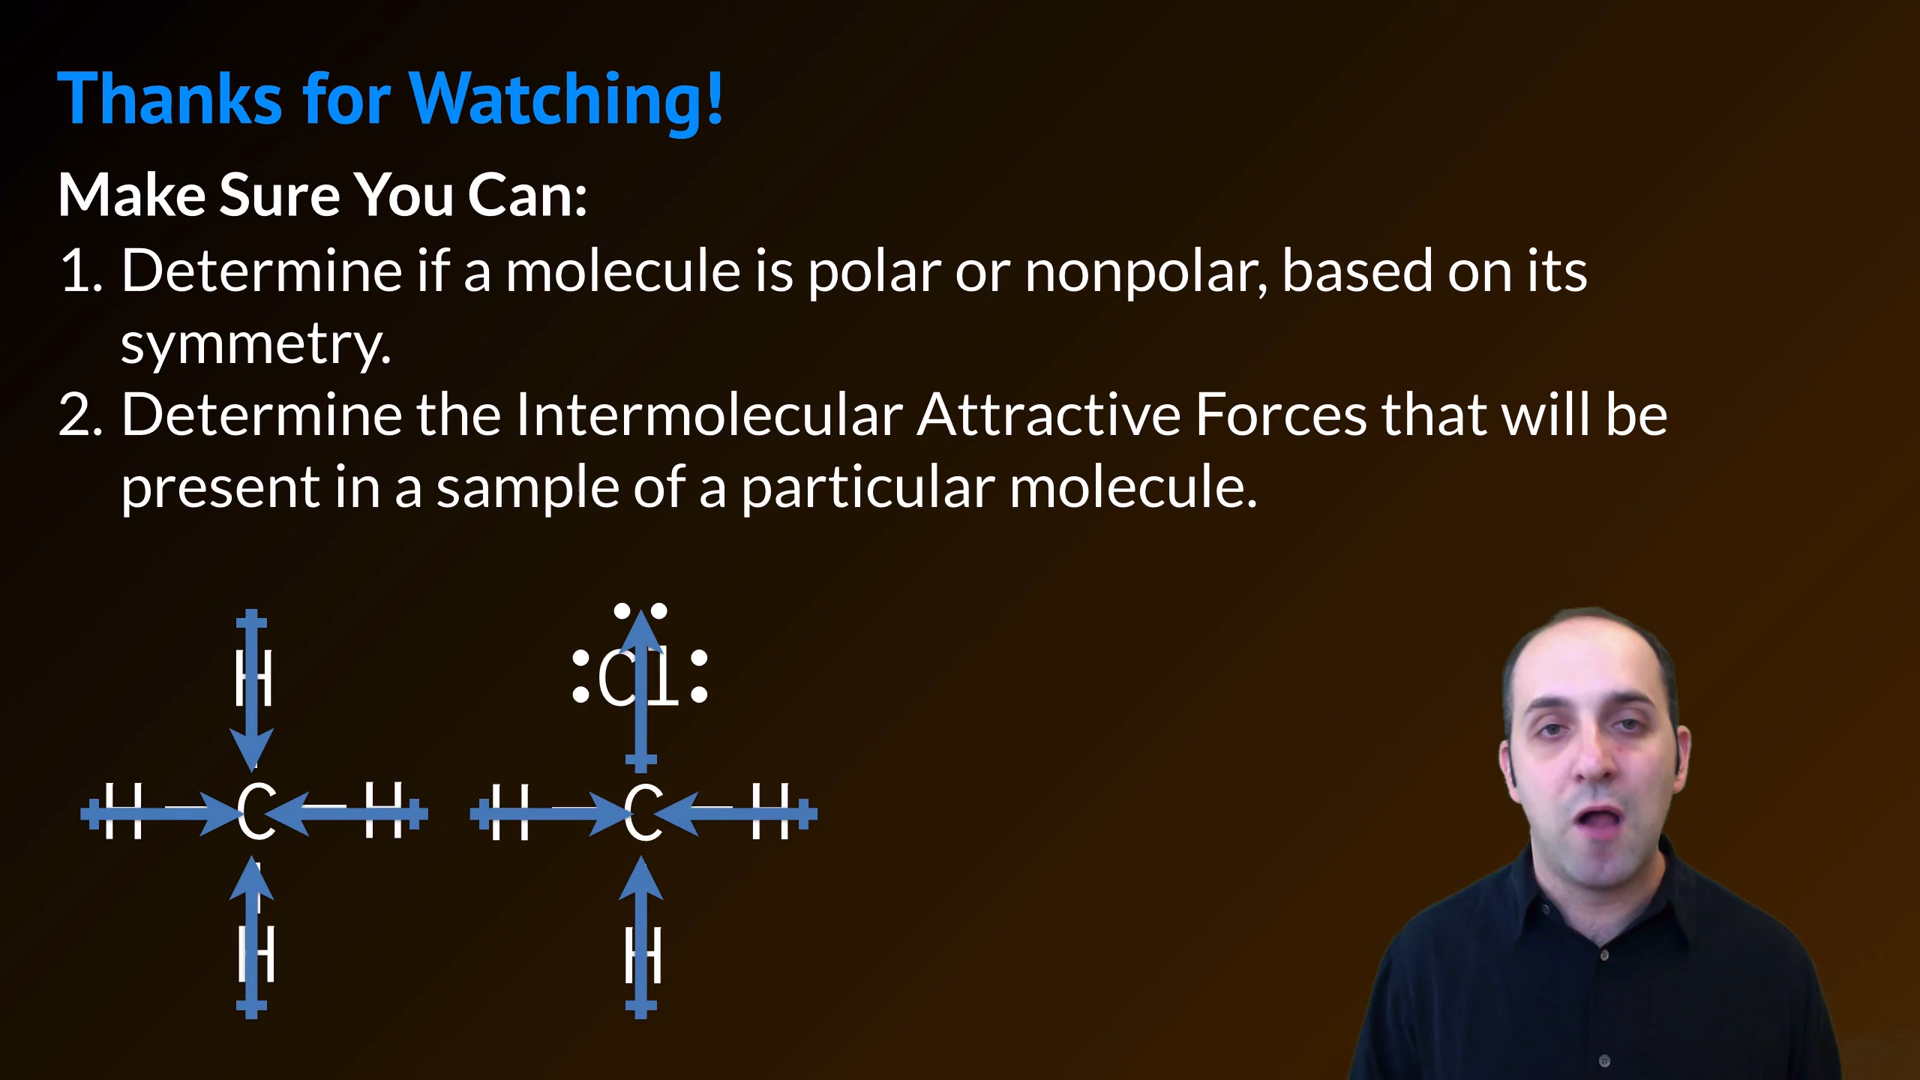 Thanks for Watching!
Make Sure You Can:
1. Determine if a molecule is polar or nonpolar, based on its
symmetry.
2. Determine the Intermolecular Attractive Forces that will be
present in a sample of a particular molecule.
H :Cl:
H C H H C H
H H